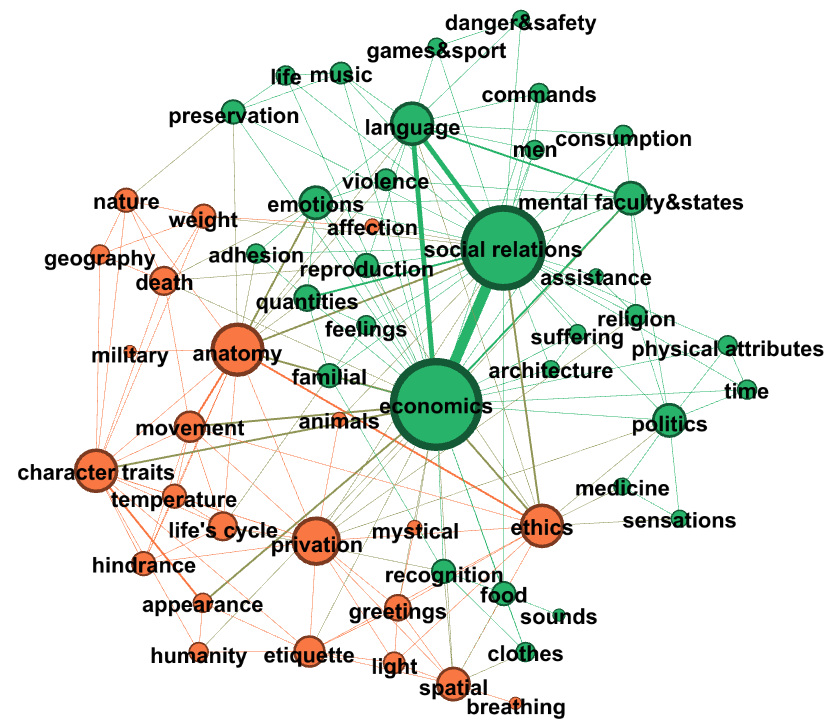 danger&safety
games&sport
life
music
commands
preservation
language
consumption
men
violence
nature
emotions
mental faculty&states
weight
affection
social relations
geography
adhesion
reproduction
death
assistance
quantities
religion
feelings
suffering
military
anatomy
physical attributes
architecture
familial
time
economics
animals
movement
politics
character traits
medicine
temperature
sensations
life's cycle
mystical
ethics
privation
hindrance
recognition
food
appearance
greetings
sounds
humanity
etiquette
light
clothes
spatial
breathing